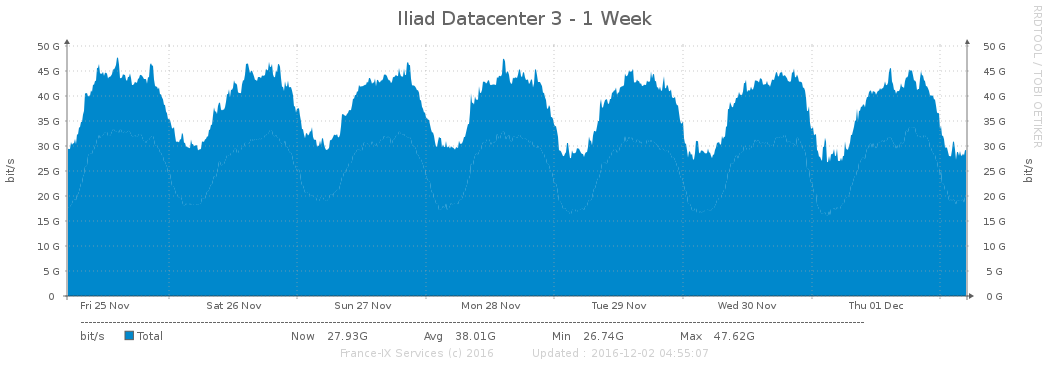 Iliad Datacenter 3 - 1 Week
RRDTOOL / TOBI OETIKER
50 G 50 G
45 G 45 G
40 G 40 G
35 G 35 G
30 G 30 G
25 G 25 G
20 G 20 G
15 G 15 G
10 G 10 G
5 G 5 G
0 0 G
bit/s
bit/s
Fri 25 Nov Sat 26 Nov Sun 27 Nov Mon 28 Nov Tue 29 Nov Wed 30 Nov Thu 01 Dec
bit/s Total Now 27.93G Avg 38.01G Min 26.74G Max 47.62G
France-IX Services (c) 2016 Updated : 2016-12-02 04:55:07